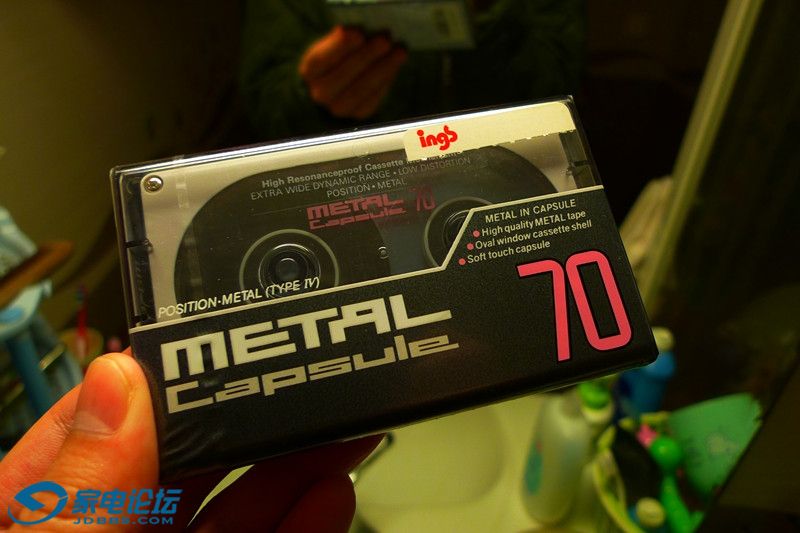 ing's
High Resonanceproof Cassette
EXTRA WIDE DYNAMIC RANGE • LOW DISTORTION
POSITION • METAL
METAL 70
Capsule
METAL IN CAPSULE
• High quality METAL tape
• Oval window cassette shell
• Soft touch capsule
POSITION•METAL (TYPE IV)
METAL
Capsule
70
家电论坛
JDBBS.COM